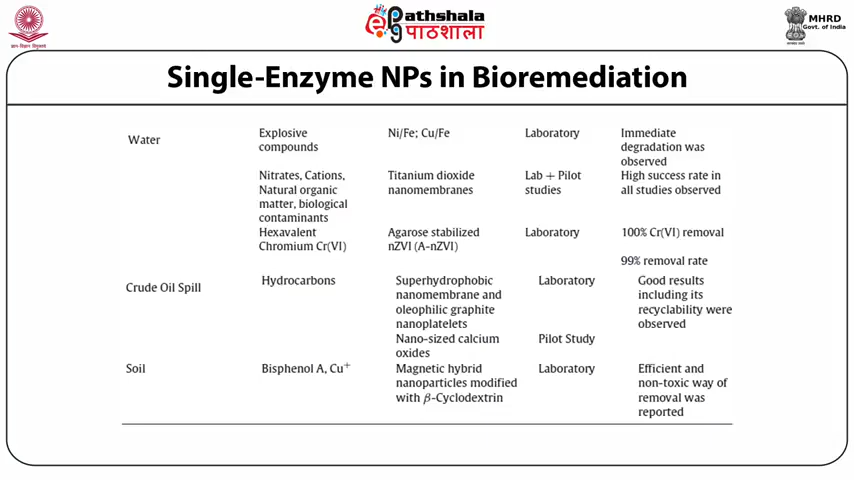 ePathshala
पाठशाला
MHRD
Govt. of India
Single-Enzyme NPs in Bioremediation
Water
Explosive
compounds
Ni/Fe; Cu/Fe
Laboratory
Immediate
degradation was
observed
Nitrates, Cations,
Natural organic
matter, biological
contaminants
Titanium dioxide
nanomembranes
Lab + Pilot
studies
High success rate in
all studies observed
Hexavalent
Chromium Cr(VI)
Agarose stabilized
nZVI (A-nZVI)
Laboratory
100% Cr(VI) removal
99% removal rate
Crude Oil Spill
Hydrocarbons
Superhydrophobic
nanomembrane and
oleophilic graphite
nanoplatelets
Laboratory
Good results
including its
recyclability were
observed
Nano-sized calcium
oxides
Pilot Study
Soil
Bisphenol A, Cu⁺
Magnetic hybrid
nanoparticles modified
with β-Cyclodextrin
Laboratory
Efficient and
non-toxic way of
removal was
reported